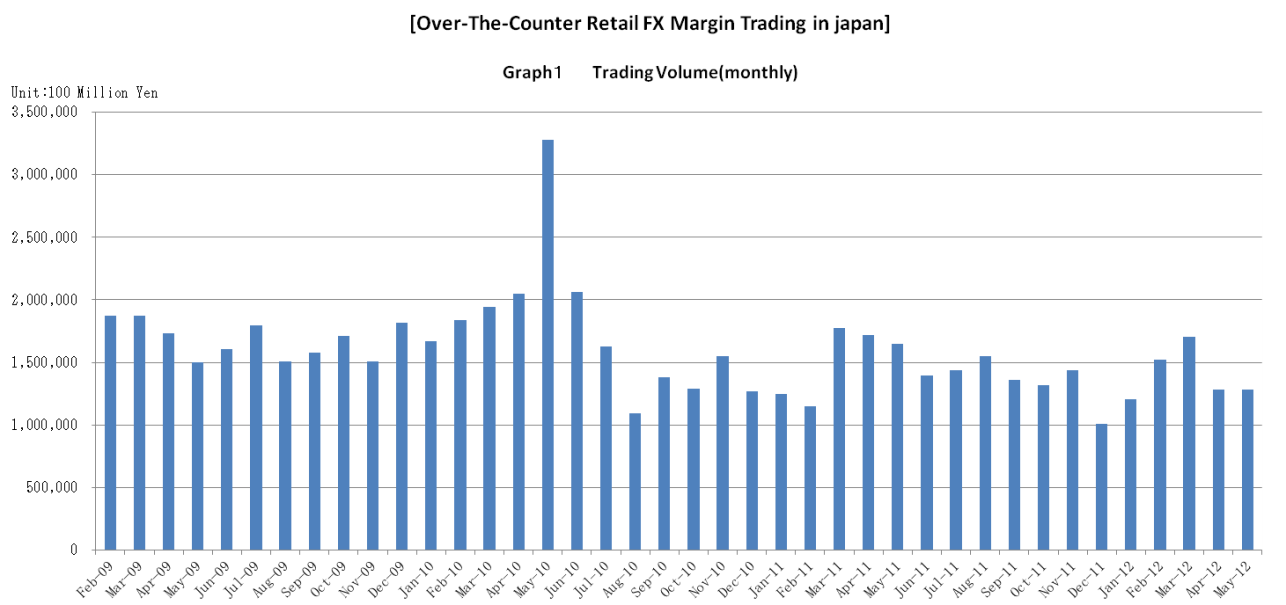 [Over-The-Counter Retail FX Margin Trading in japan]
Graph1 Trading Volume(monthly)
Unit:100 Million Yen
3,500,000
3,000,000
2,500,000
2,000,000
1,500,000
1,000,000
500,000
0
Feb-09
Mar-09
Apr-09
May-09
Jun-09
Jul-09
Aug-09
Sep-09
Oct-09
Nov-09
Dec-09
Jan-10
Feb-10
Mar-10
Apr-10
May-10
Jun-10
Jul-10
Aug-10
Sep-10
Oct-10
Nov-10
Dec-10
Jan-11
Feb-11
Mar-11
Apr-11
May-11
Jun-11
Jul-11
Aug-11
Sep-11
Oct-11
Nov-11
Dec-11
Jan-12
Feb-12
Mar-12
Apr-12
May-12